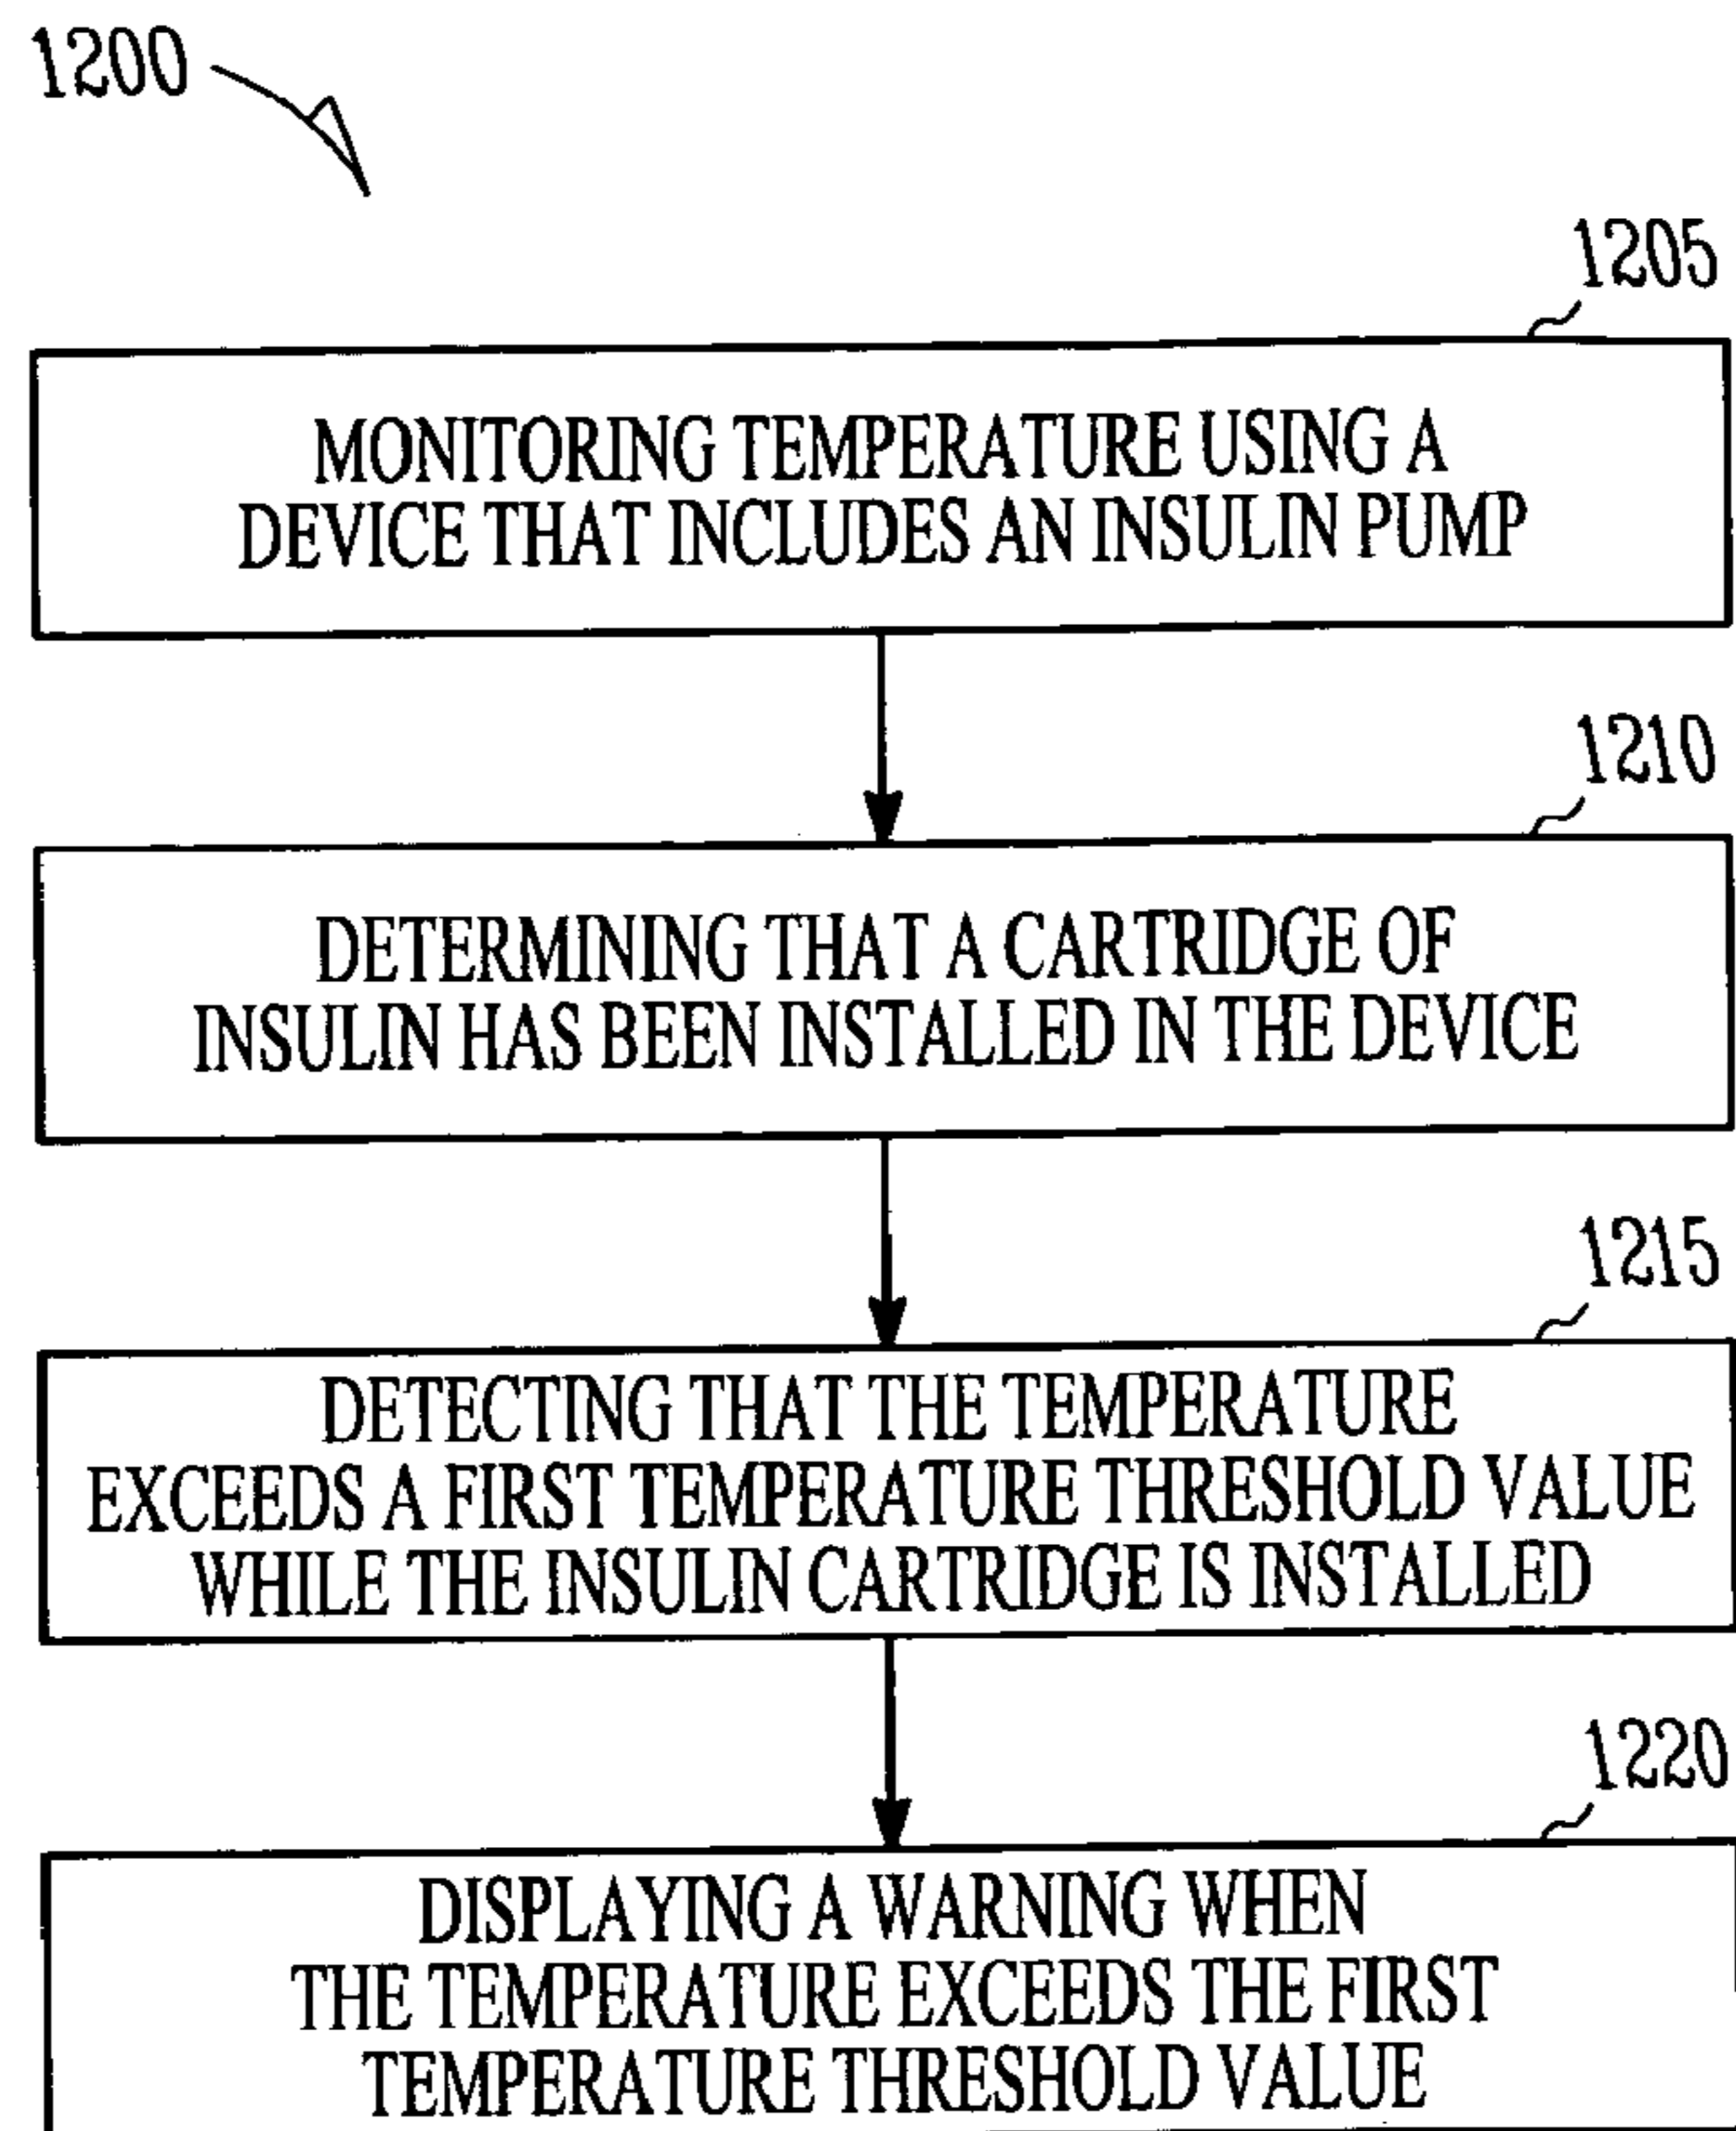 1200
1205
MONITORING TEMPERATURE USING A
DEVICE THAT INCLUDES AN INSULIN PUMP
1210
DETERMINING THAT A CARTRIDGE OF
INSULIN HAS BEEN INSTALLED IN THE DEVICE
1215
DETECTING THAT THE TEMPERATURE
EXCEEDS A FIRST TEMPERATURE THRESHOLD VALUE
WHILE THE INSULIN CARTRIDGE IS INSTALLED
1220
DISPLAYING A WARNING WHEN
THE TEMPERATURE EXCEEDS THE FIRST
TEMPERATURE THRESHOLD VALUE